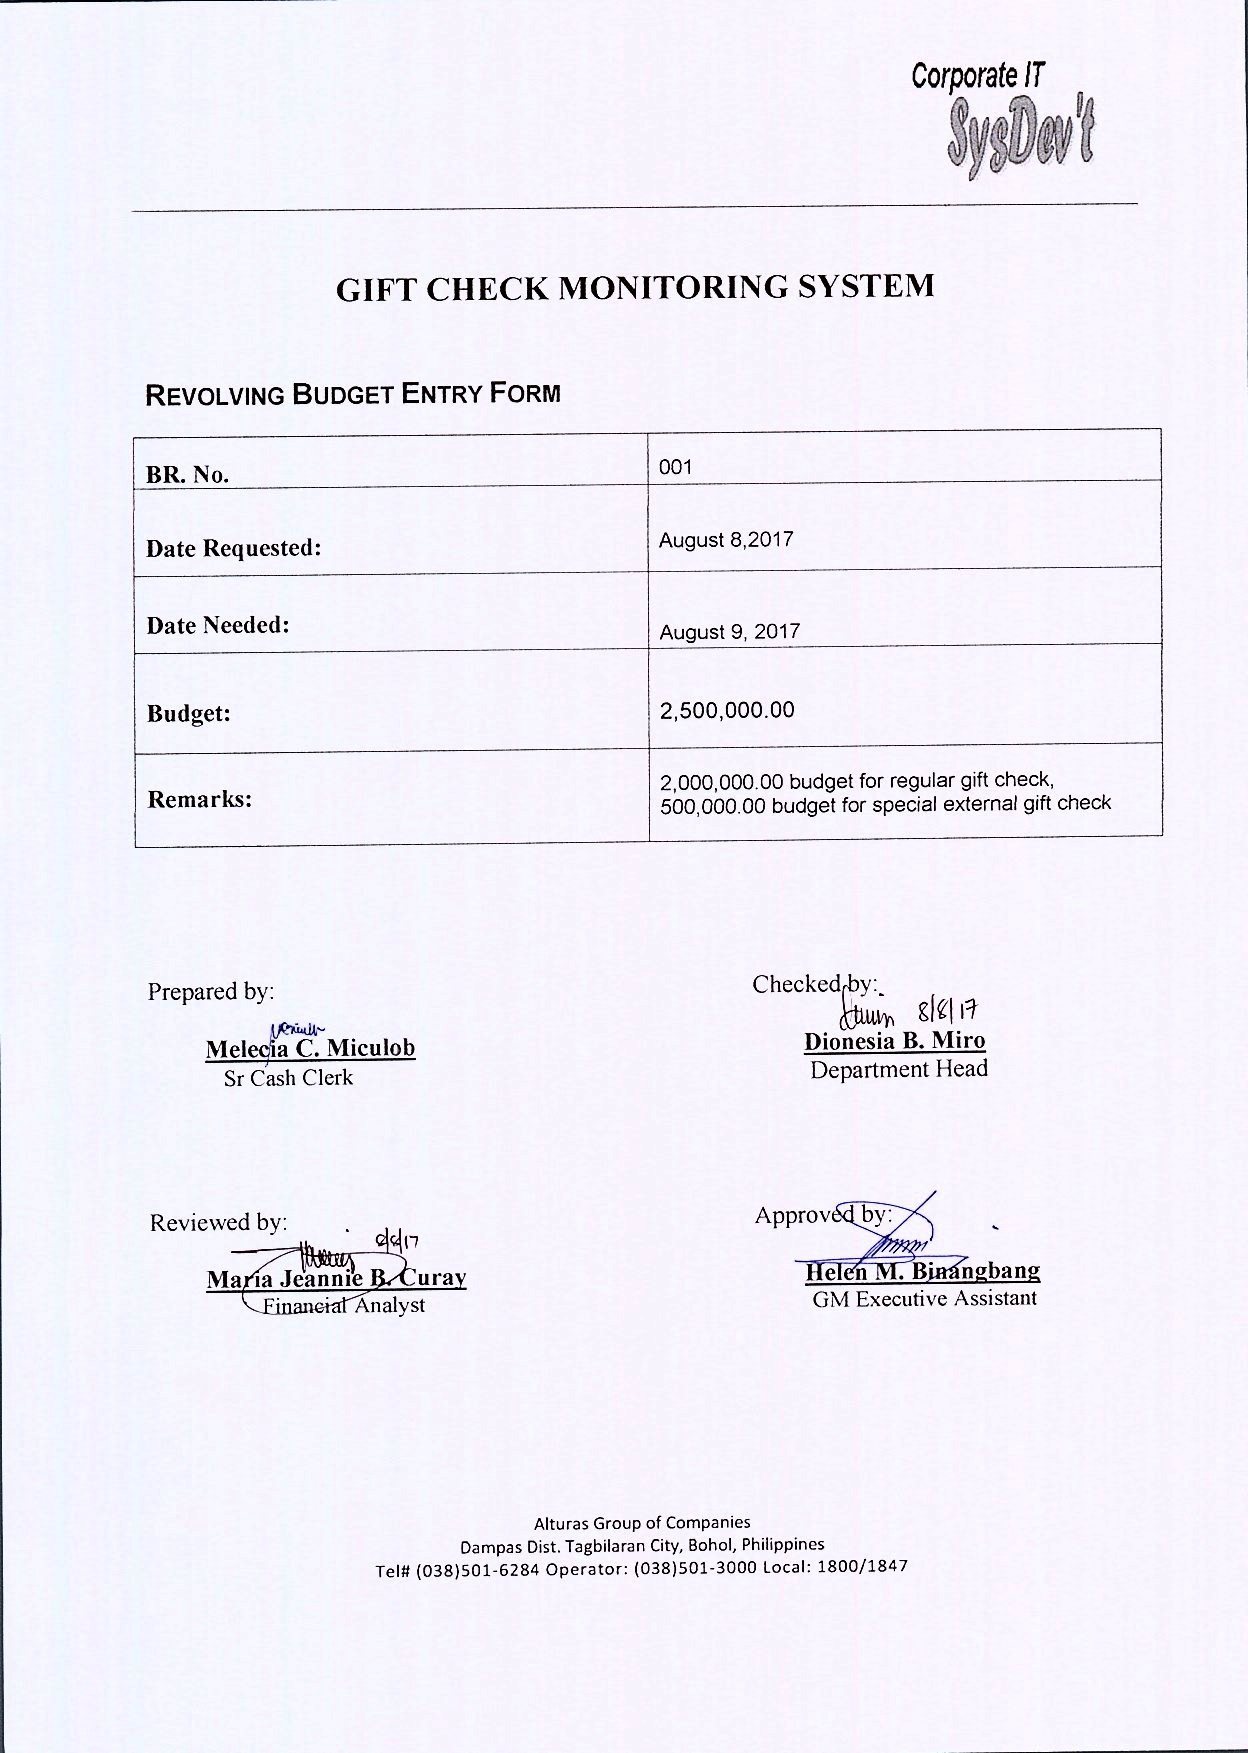 Corporate IT
SysDev't
GIFT CHECK MONITORING SYSTEM
REVOLVING BUDGET ENTRY FORM
BR. No.
001
Date Requested:
August 8,2017
Date Needed:
August 9, 2017
Budget:
2,500,000.00
Remarks:
2,000,000.00 budget for regular gift check,
500,000.00 budget for special external gift check
Prepared by:
Melecia C. Miculob
Sr Cash Clerk
Checked by:
8/8/17
Dionesia B. Miro
Department Head
Reviewed by:
8/8/17
Maria Jeannie B. Curay
Financial Analyst
Approved by:
Helen M. Binangbang
GM Executive Assistant
Alturas Group of Companies
Dampas Dist. Tagbilaran City, Bohol, Philippines
Tel# (038)501-6284 Operator: (038)501-3000 Local: 1800/1847